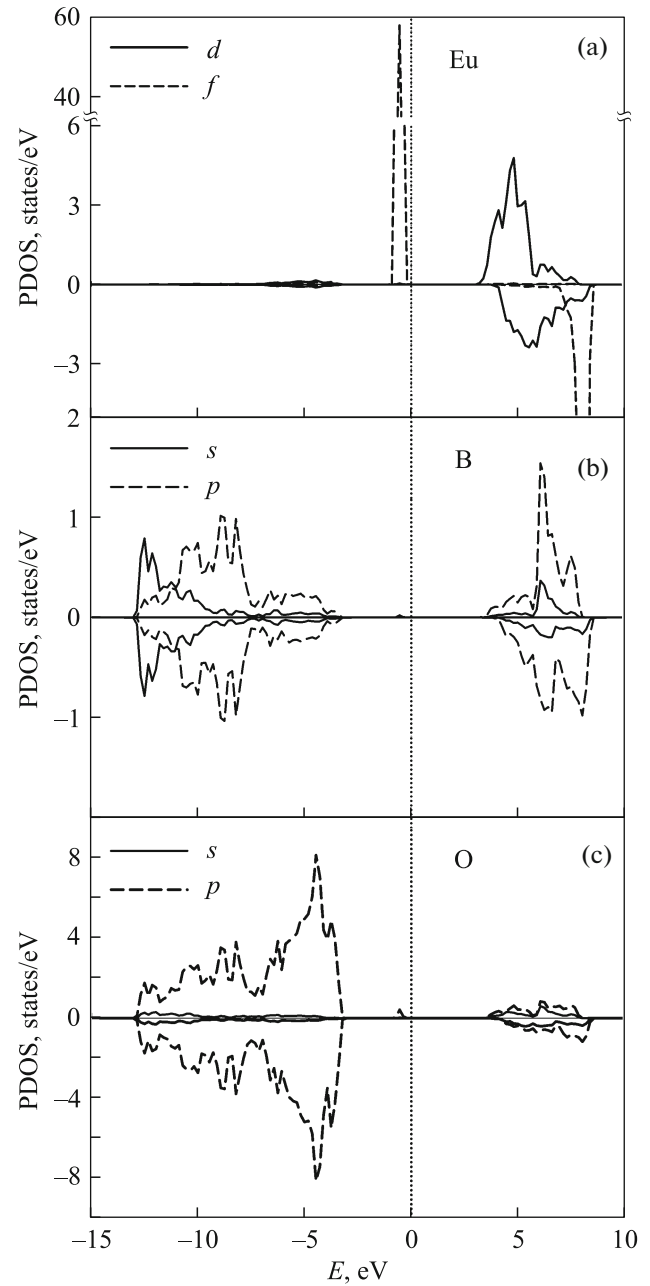 60
40
6
3
0
–3
PDOS, states/eV
d
f
Eu
(a)
2
1
0
–1
PDOS, states/eV
s
p
B
(b)
8
4
0
–4
–8
PDOS, states/eV
s
p
O
(c)
–15 –10 –5 0 5 10
E, eV